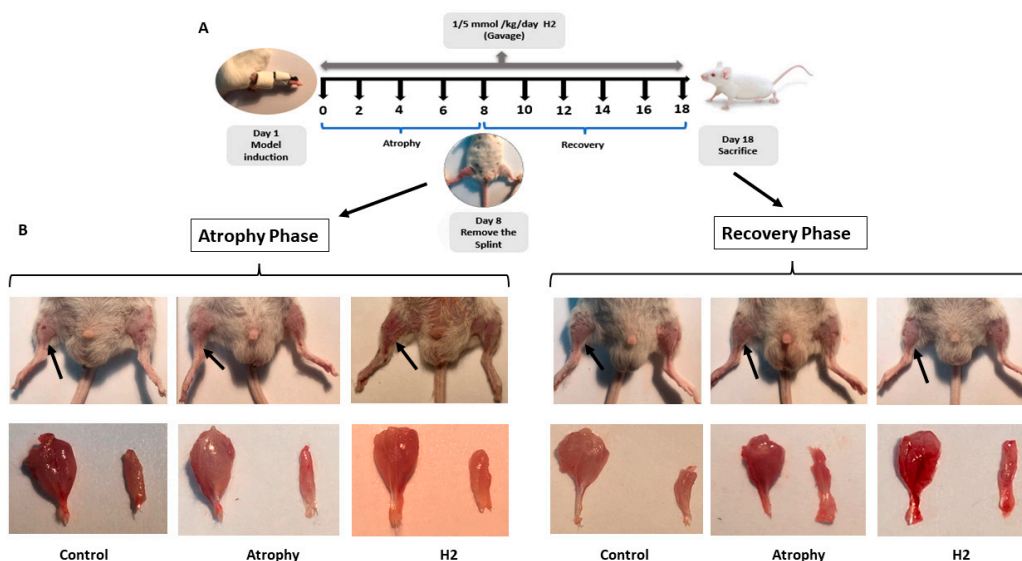 A
1/5 mmol /kg/day H2
(Gavage)
0 2 4 6 8 10 12 14 16 18
Atrophy
Recovery
Day 1
Model
induction
Day 18
Sacrifice
Day 8
Remove the
Splint
B
Atrophy Phase
Recovery Phase
Control
Atrophy
H2
Control
Atrophy
H2